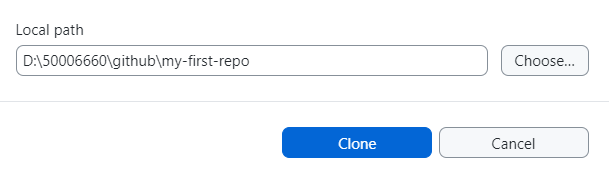 Local path
D:\50006660\github\my-first-repo
Choose...
Clone
Cancel